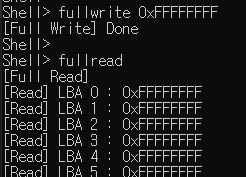 Shell>
Shell> fullwrite 0xFFFFFFFF
[Full Write] Done
Shell>
Shell> fullread
[Full Read]
[Read] LBA 0 : 0xFFFFFFFF
[Read] LBA 1 : 0xFFFFFFFF
[Read] LBA 2 : 0xFFFFFFFF
[Read] LBA 3 : 0xFFFFFFFF
[Read] LBA 4 : 0xFFFFFFFF
[Read] LBA 5 : 0xFFFFFFFF